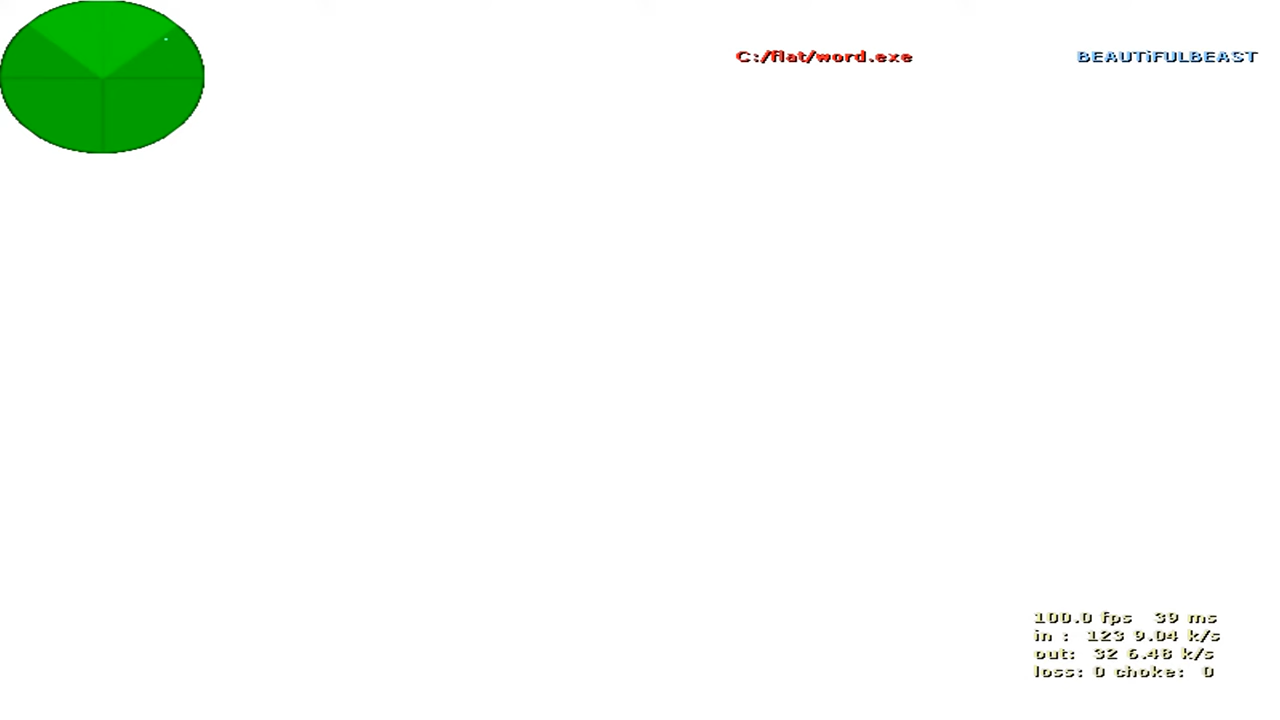 C:/flat/word.exe
BEAUTiFULBEAST
100.0 fps 39 ms
in : 123 9.04 k/s
out: 32 6.48 k/s
loss: 0 choke: 0